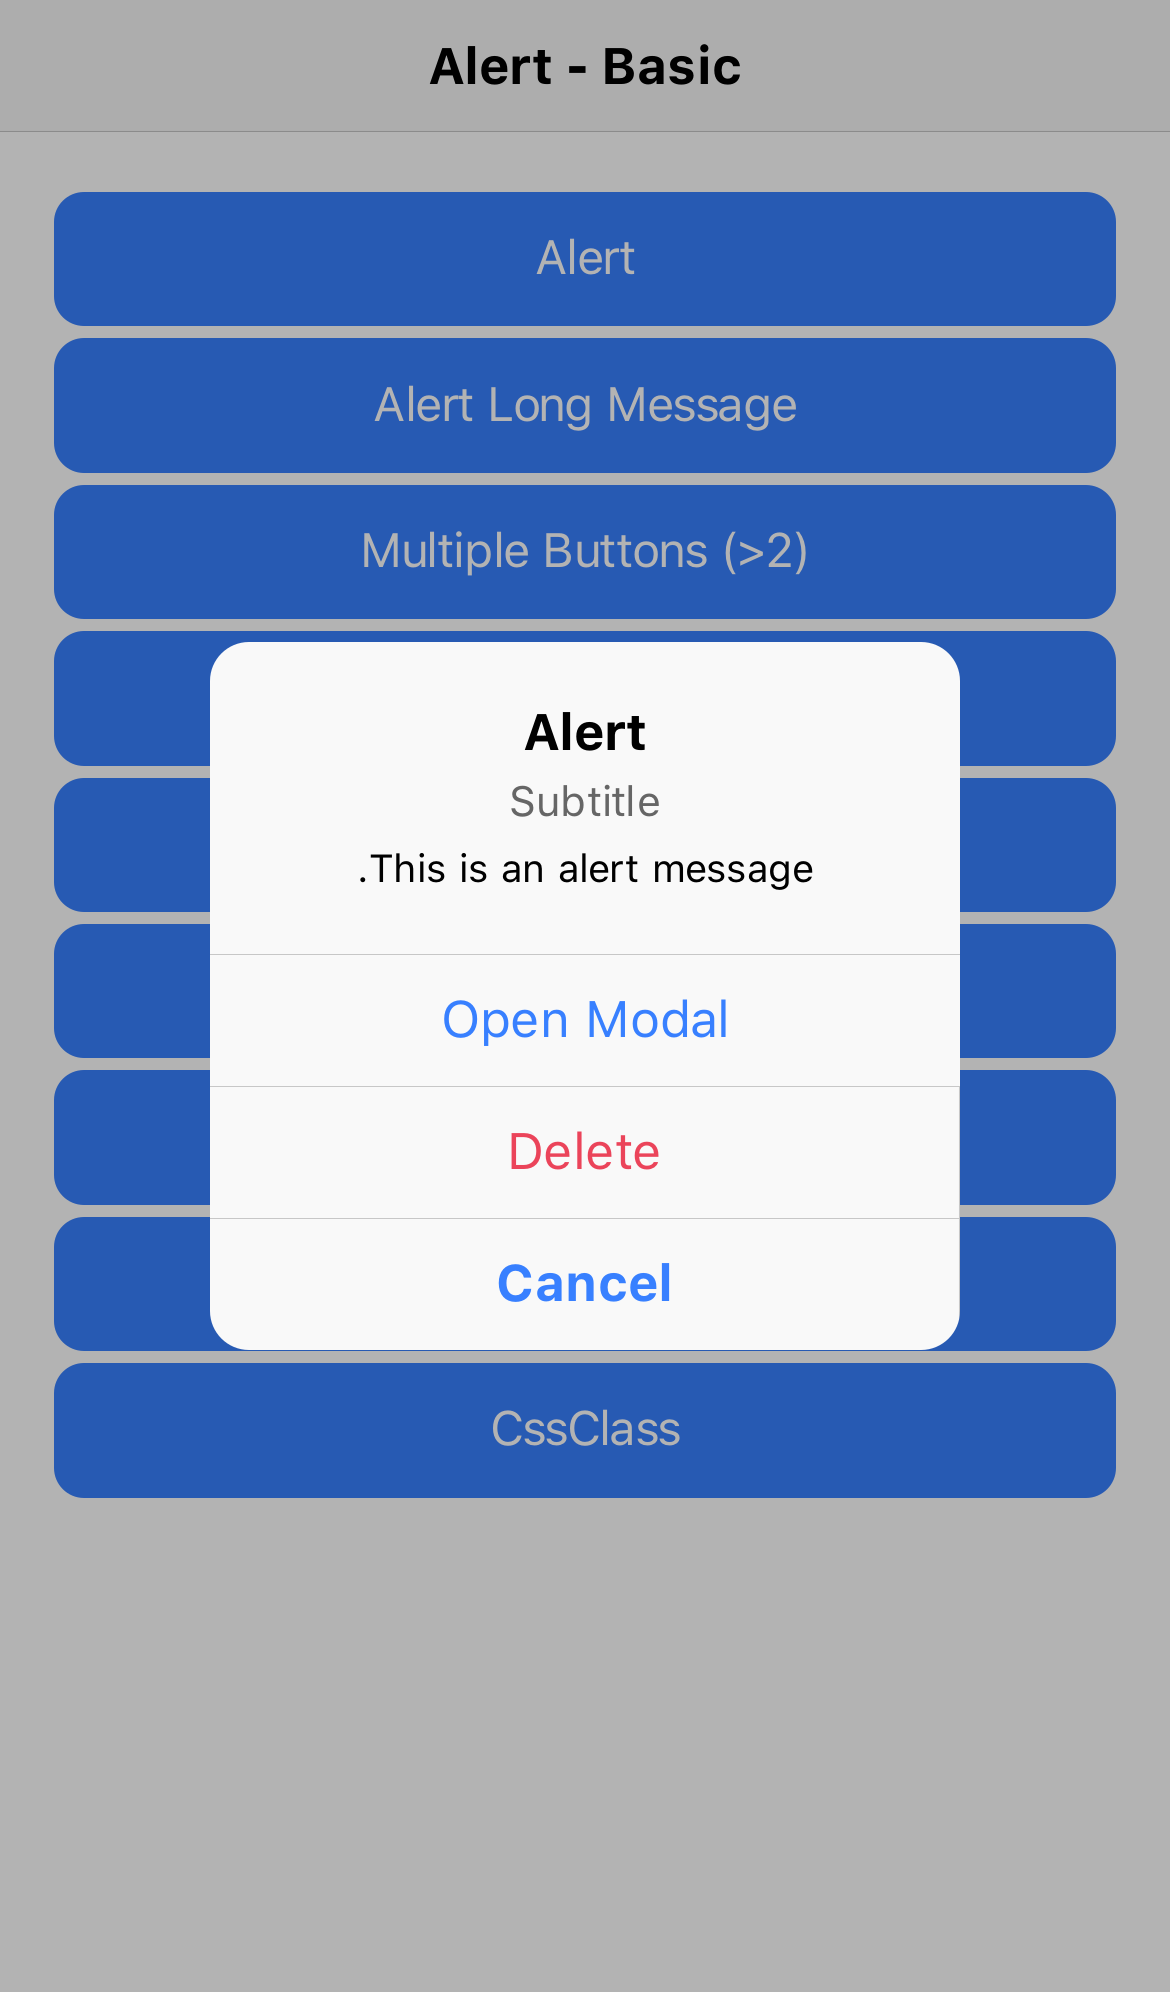 Alert - Basic
Alert
Alert Long Message
Multiple Buttons (>2)
Alert
Subtitle
.This is an alert message
Open Modal
Delete
Cancel
CssClass